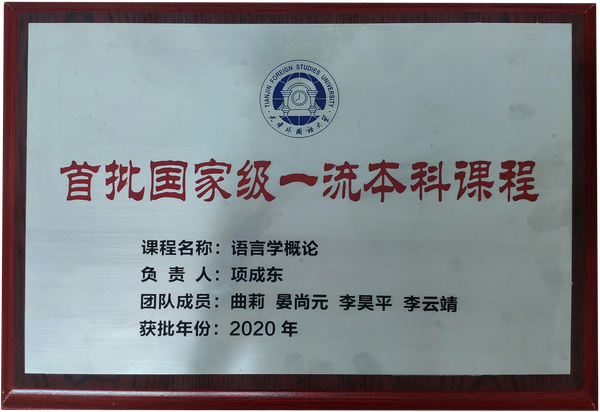 TIANJIN FOREIGN STUDIES UNIVERSITY
天津外国语大学
首批国家级一流本科课程
课程名称：语言学概论
负 责 人：项成东
团队成员：曲莉 晏尚元 李昊平 李云靖
获批年份：2020 年